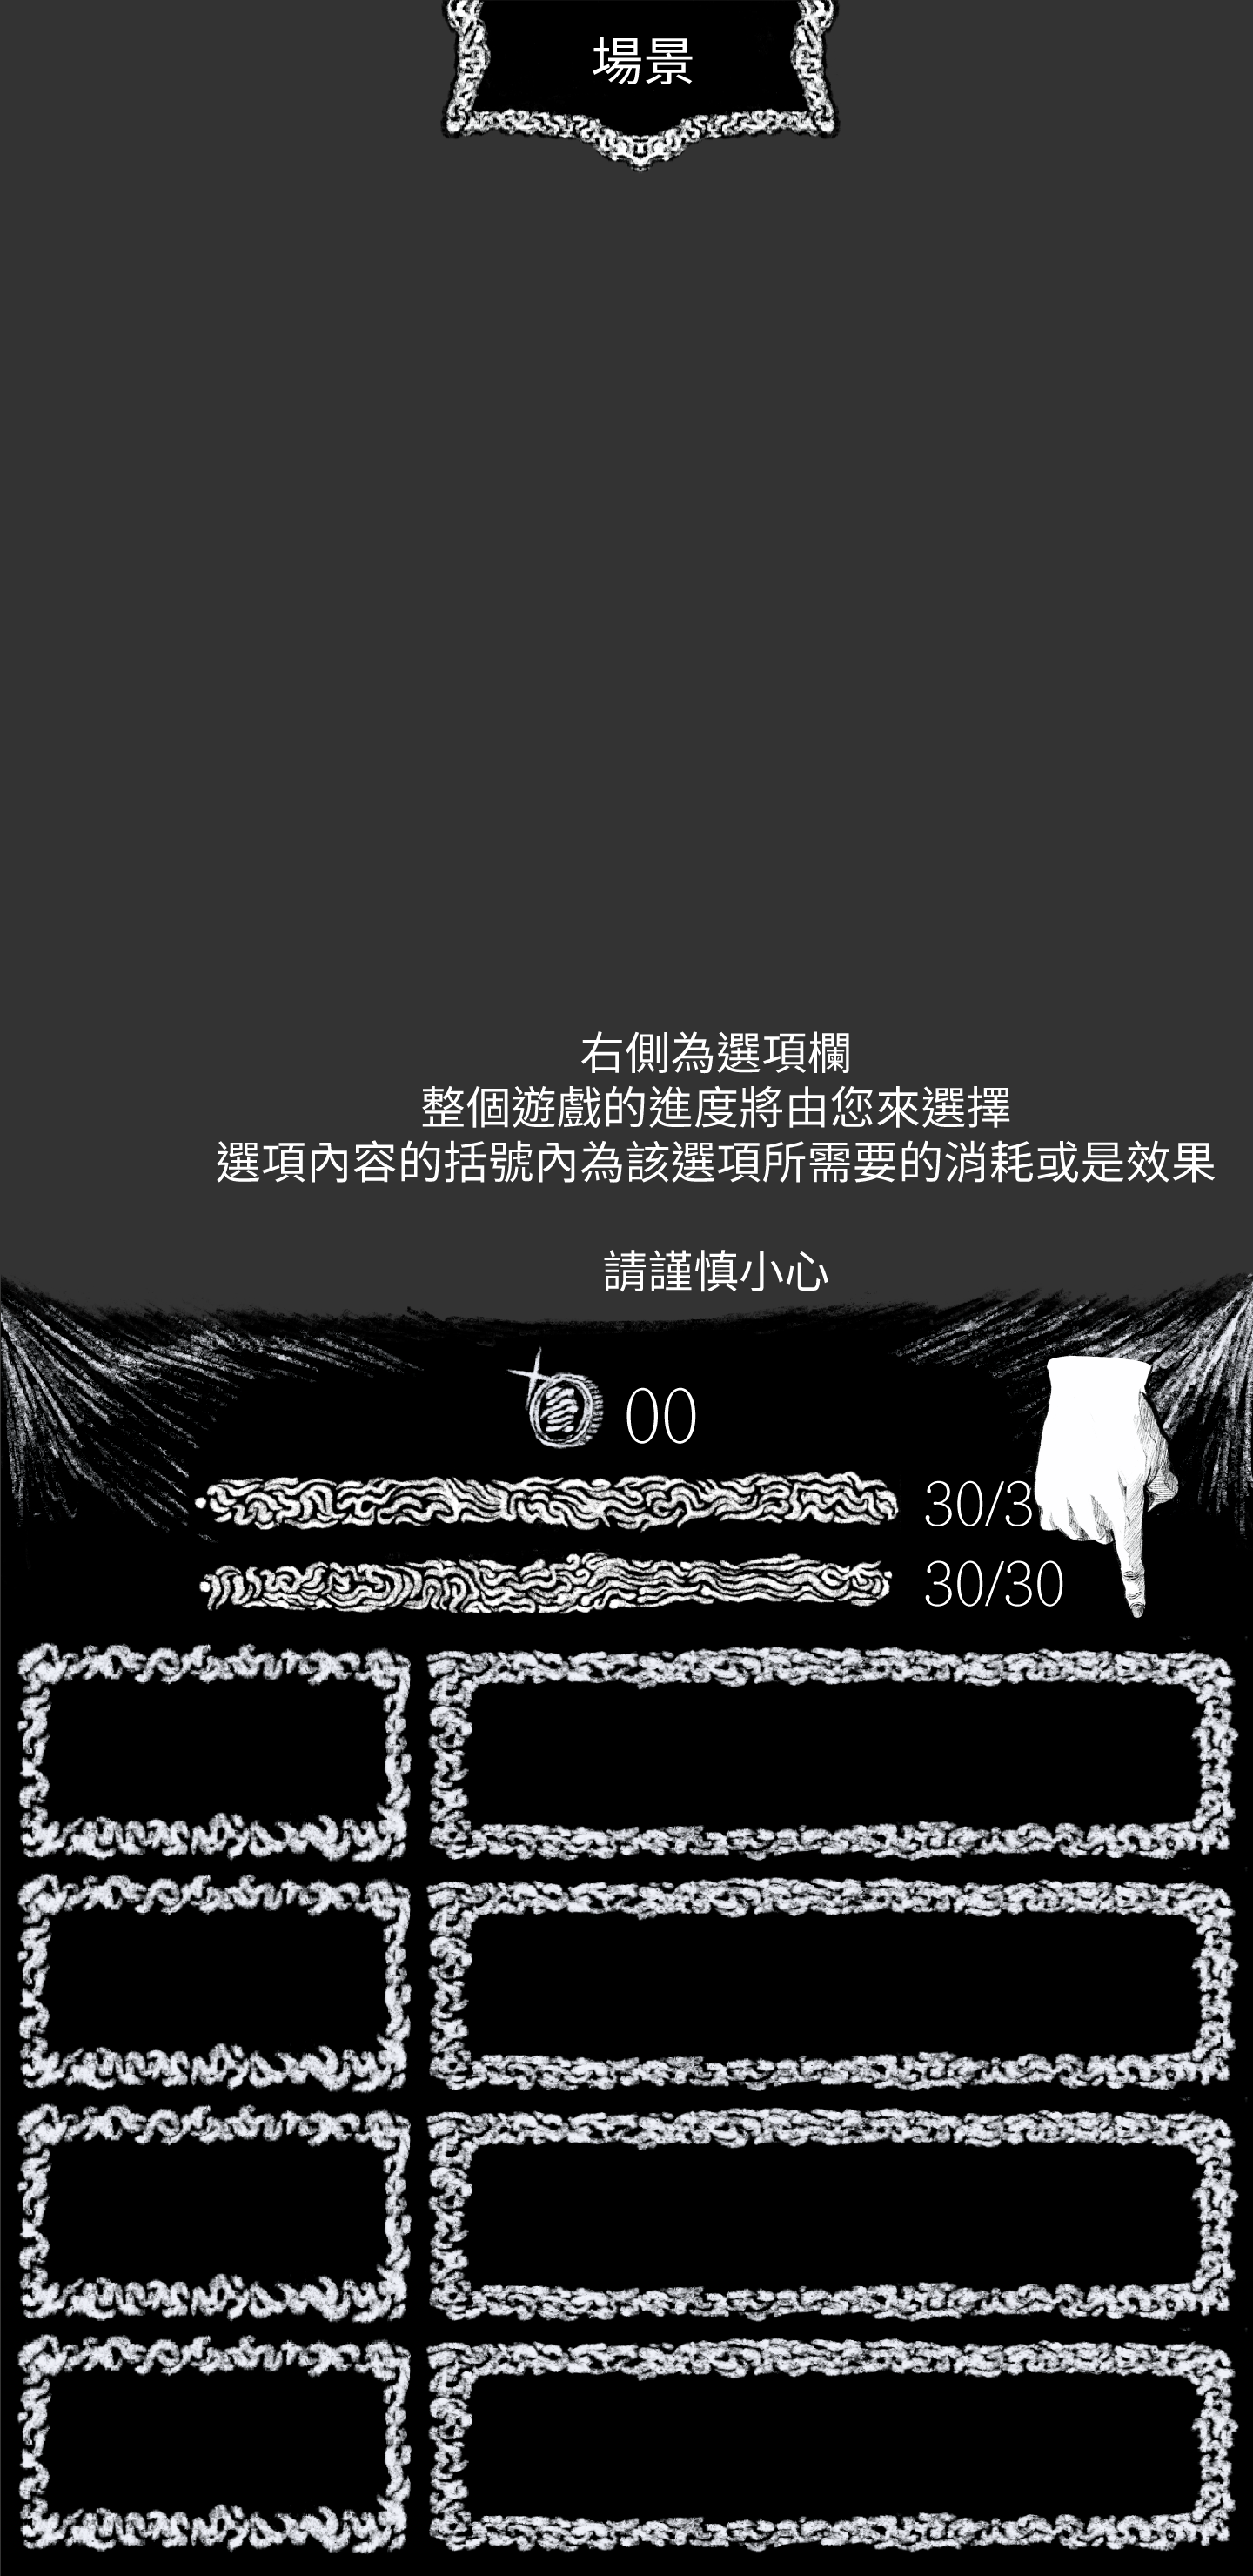 場景
右側為選項欄
整個遊戲的進度將由您來選擇
選項內容的括號內為該選項所需要的消耗或是效果
請謹慎小心
00
30/3
30/30